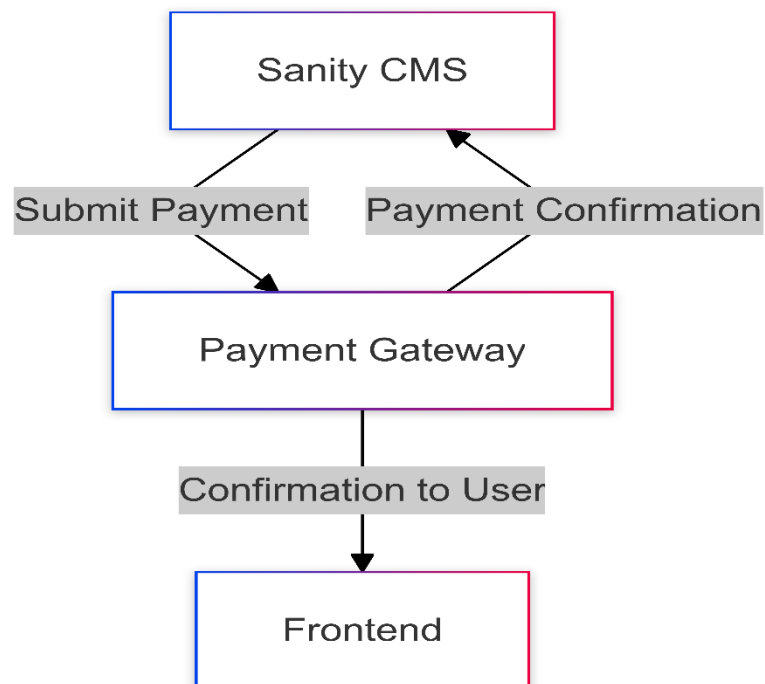 Sanity CMS
Submit Payment
Payment Confirmation
Payment Gateway
Confirmation to User
Frontend